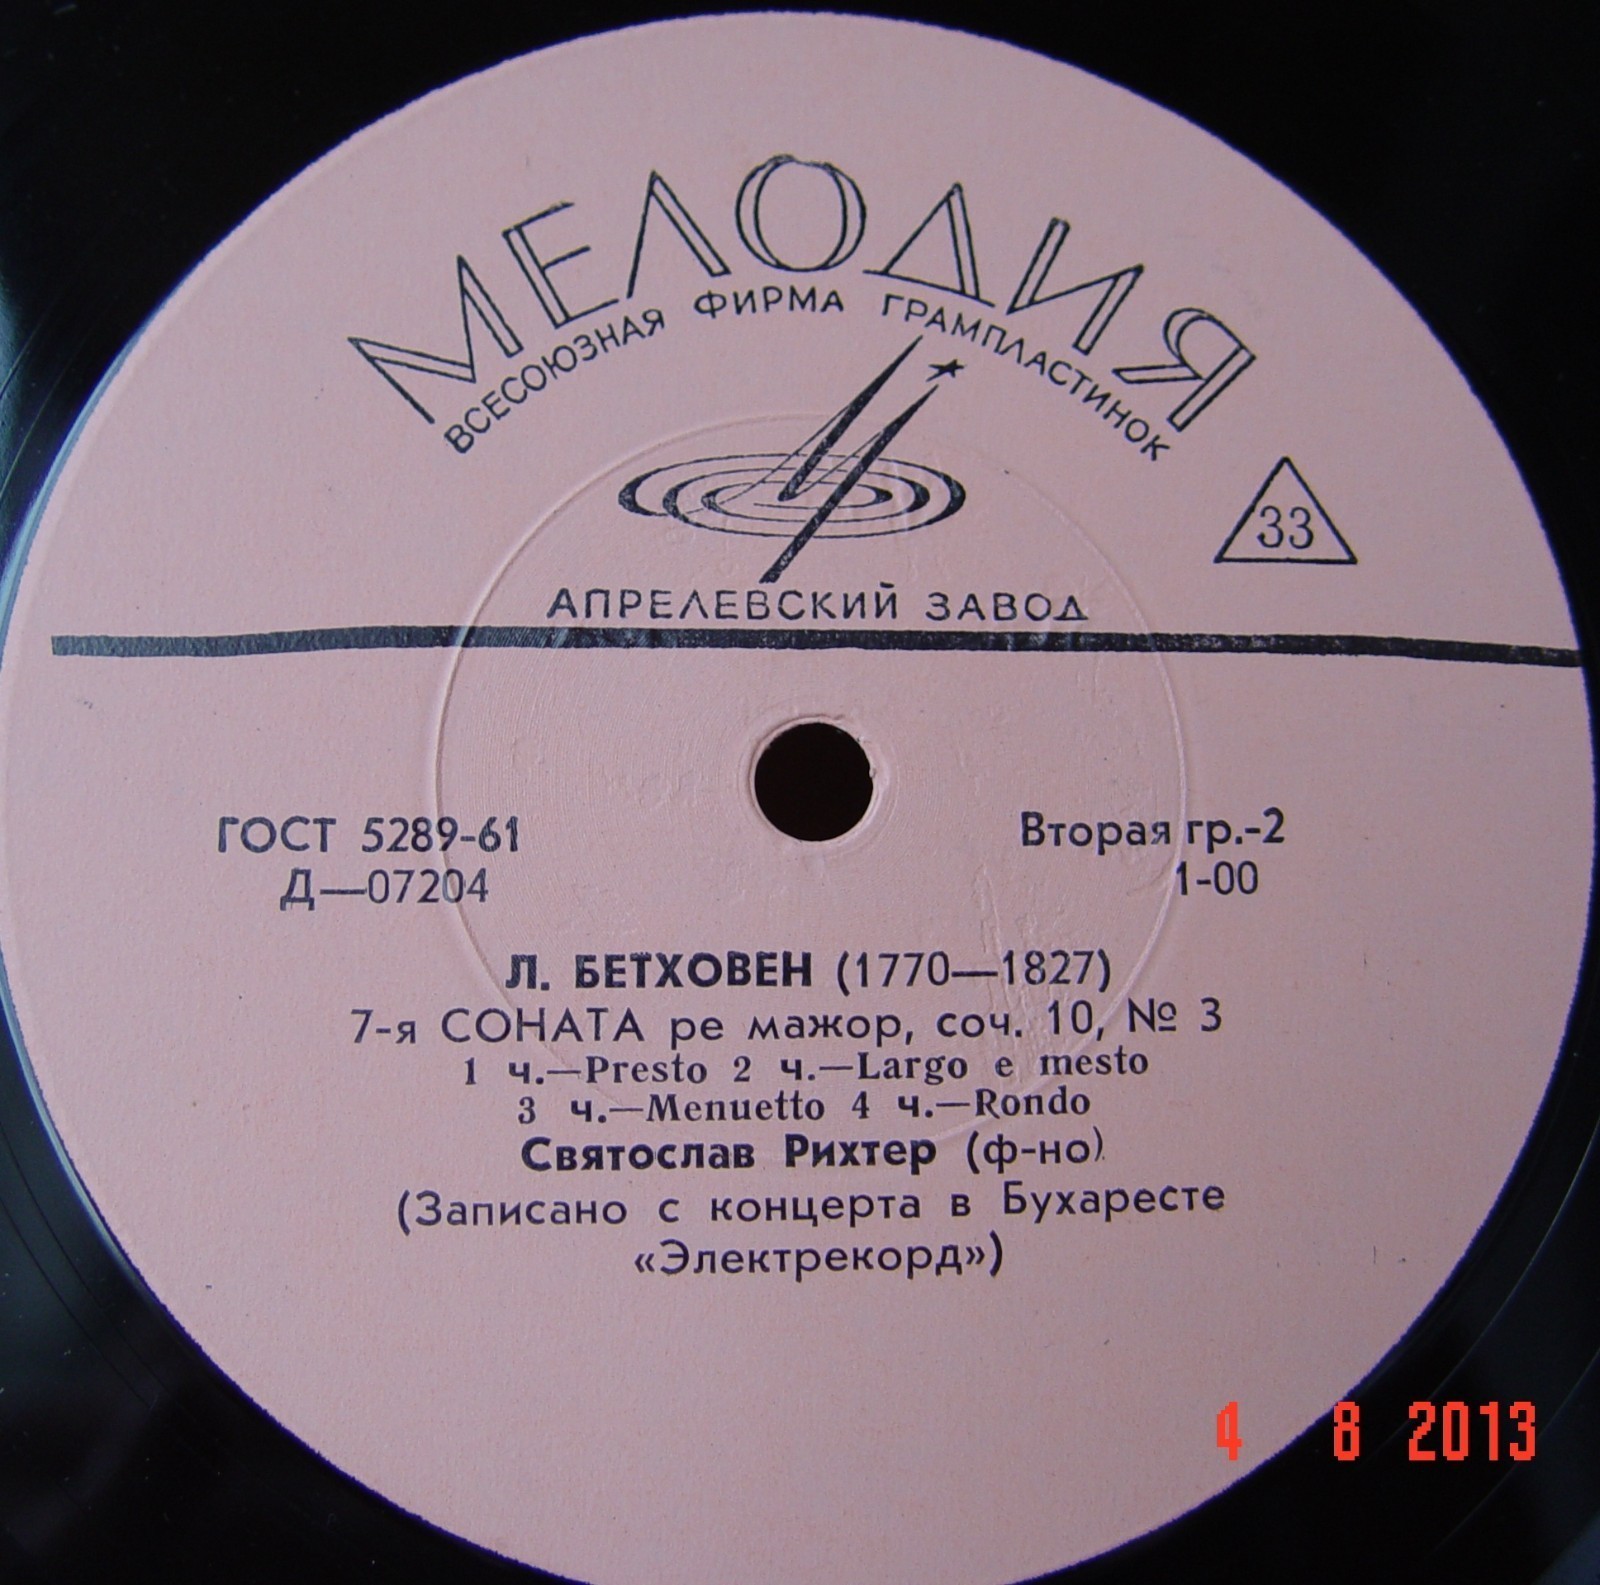 МЕЛОДИЯ
ВСЕСОЮЗНАЯ ФИРМА ГРАМПЛАСТИНОК
33
АПРЕЛЕВСКИЙ ЗАВОД
ГОСТ 5289-61
Вторая гр.-2
Д—07204
1-00
Л. БЕТХОВЕН (1770—1827)
7-я СОНАТА ре мажор, соч. 10, № 3
1 ч.—Presto 2 ч.—Largo e mesto
3 ч.—Menuetto 4 ч.—Rondo
Святослав Рихтер (ф-но)
(Записано с концерта в Бухаресте
«Электрекорд»)
4 8 2013